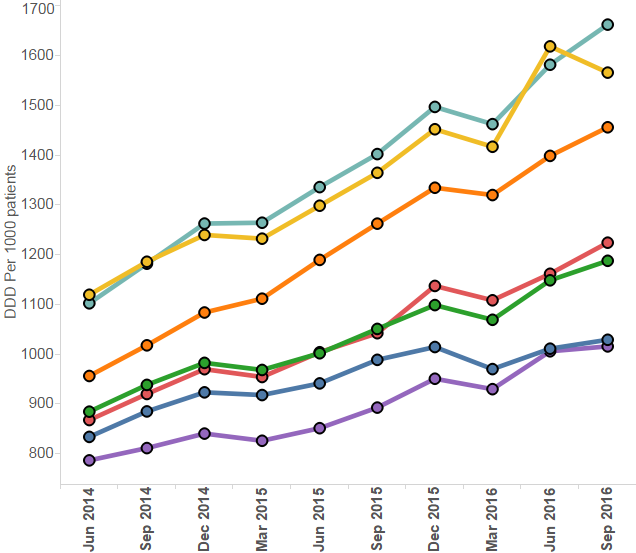 1700
1600
1500
1400
1300
1200
1100
1000
900
800
DDD Per 1000 patients
Jun 2014
Sep 2014
Dec 2014
Mar 2015
Jun 2015
Sep 2015
Dec 2015
Mar 2016
Jun 2016
Sep 2016